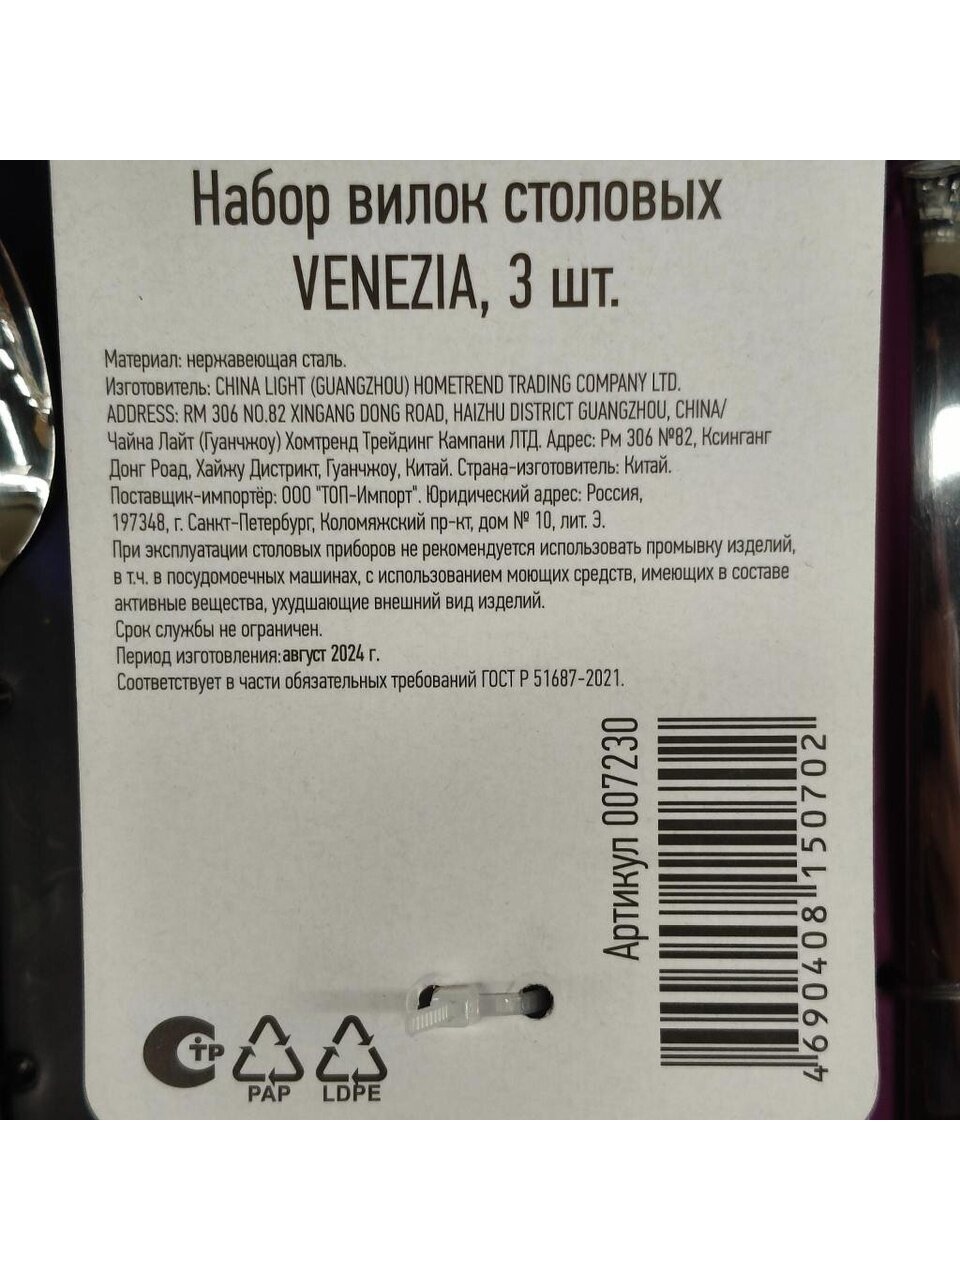 Набор вилок столовых
VENEZIA, 3 шт.
Материал: нержавеющая сталь.
Изготовитель: CHINA LIGHT (GUANGZHOU) HOMETREND TRADING COMPANY LTD.
ADDRESS: RM 306 NO.82 XINGANG DONG ROAD, HAIZHU DISTRICT GUANGZHOU, CHINA/
Чайна Лайт (Гуанчжоу) Хомтренд Трейдинг Кампани ЛТД. Адрес: Рм 306 №82, Ксинганг
Донг Роад, Хайжу Дистрикт, Гуанчжоу, Китай. Страна-изготовитель: Китай.
Поставщик-импортёр: ООО "ТОП-Импорт". Юридический адрес: Россия,
197348, г. Санкт-Петербург, Коломяжский пр-кт, дом № 10, лит. Э.
При эксплуатации столовых приборов не рекомендуется использовать промывку изделий,
в т.ч. в посудомоечных машинах, с использованием моющих средств, имеющих в составе
активные вещества, ухудшающие внешний вид изделий.
Срок службы не ограничен.
Период изготовления: август 2024 г.
Соответствует в части обязательных требований ГОСТ Р 51687-2021.
Артикул 007230
4690408150702
СТР
PAP
LDPE